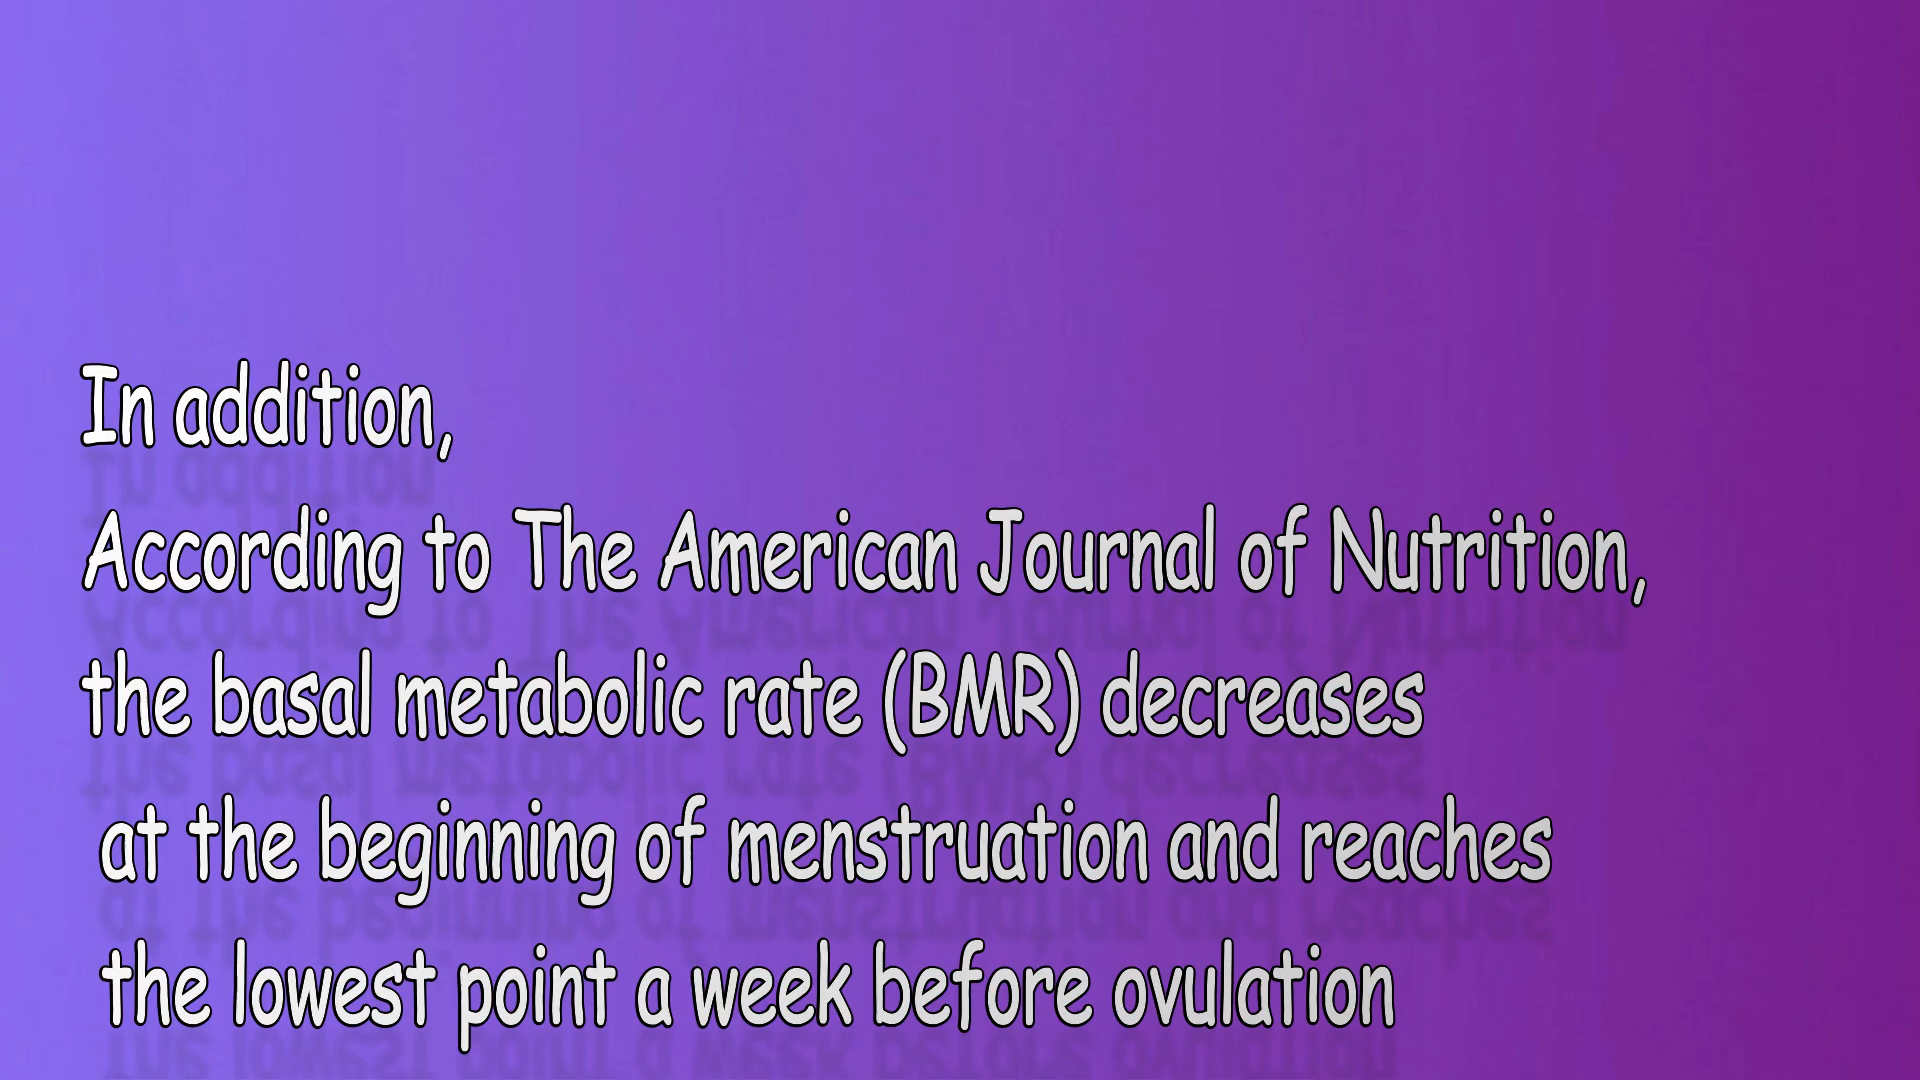 In addition,
According to The American Journal of Nutrition,
the basal metabolic rate (BMR) decreases
at the beginning of menstruation and reaches
the lowest point a week before ovulation